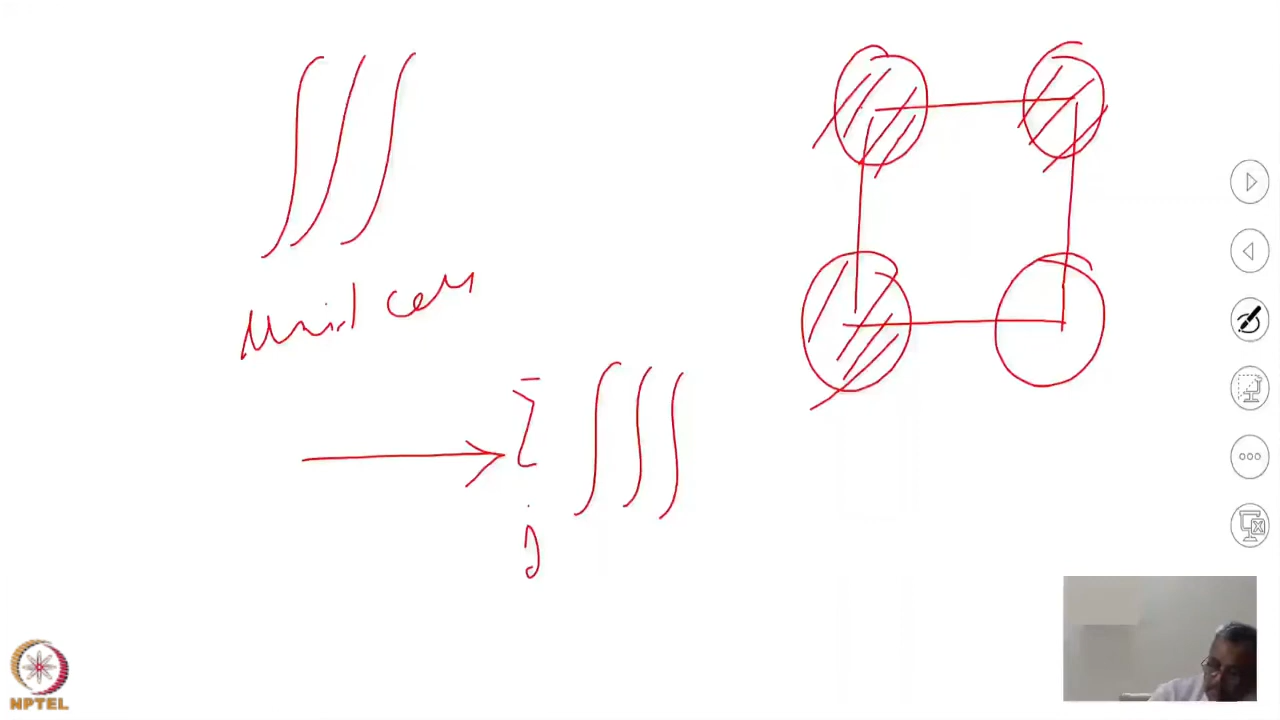 ∫∫∫
unit cell
→ Σ ∫∫∫
j
NPTEL